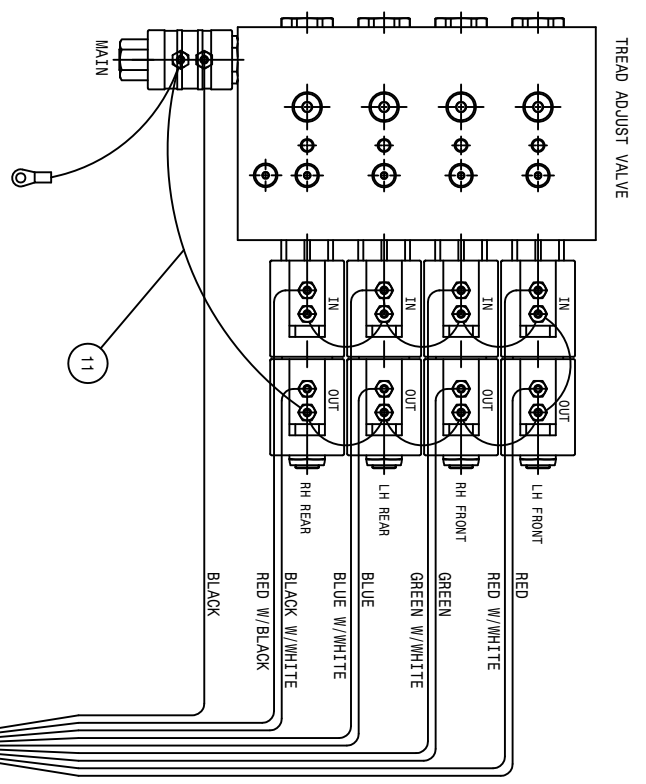 TREAD ADJUST VALVE
MAIN
11
IN
IN
IN
IN
OUT
OUT
OUT
OUT
RH REAR
LH REAR
RH FRONT
LH FRONT
BLACK
RED W/BLACK
BLACK W/WHITE
BLUE W/WHITE
BLUE
GREEN W/WHITE
GREEN
RED W/WHITE
RED